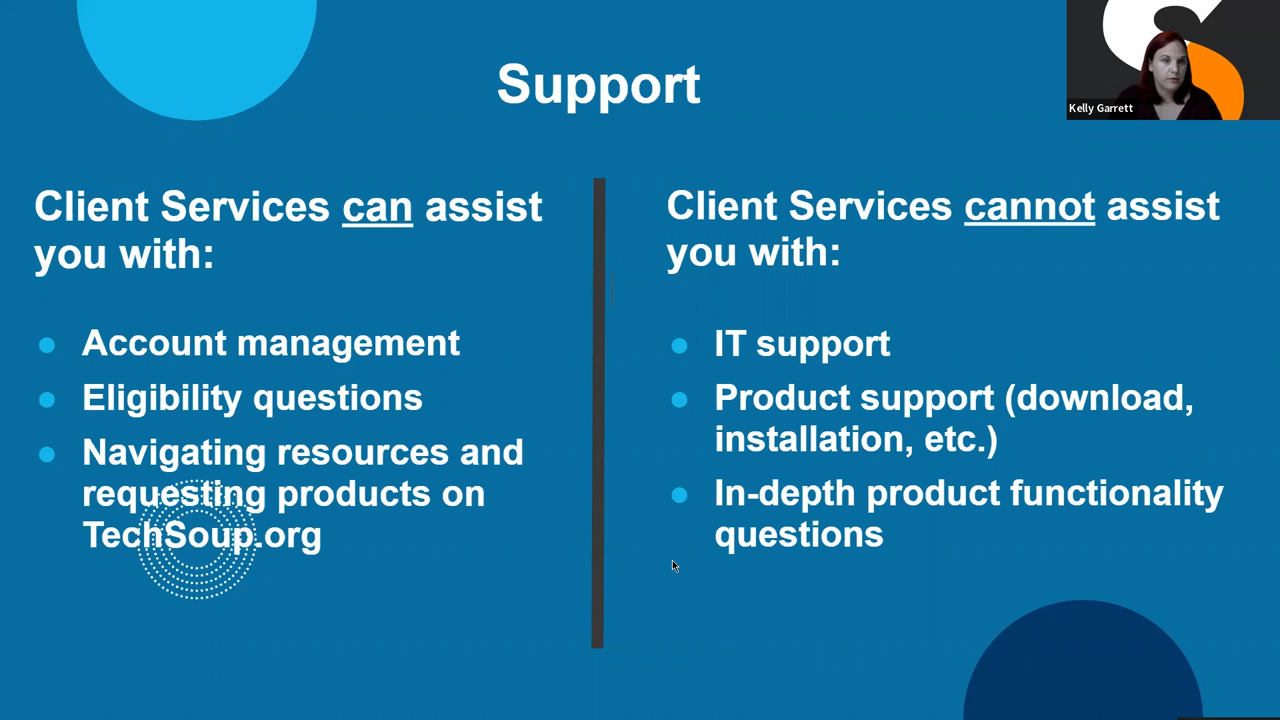 Support
Kelly Garrett
Client Services can assist
you with:
Account management
Eligibility questions
Navigating resources and
requesting products on
TechSoup.org
Client Services cannot assist
you with:
IT support
Product support (download,
installation, etc.)
In-depth product functionality
questions